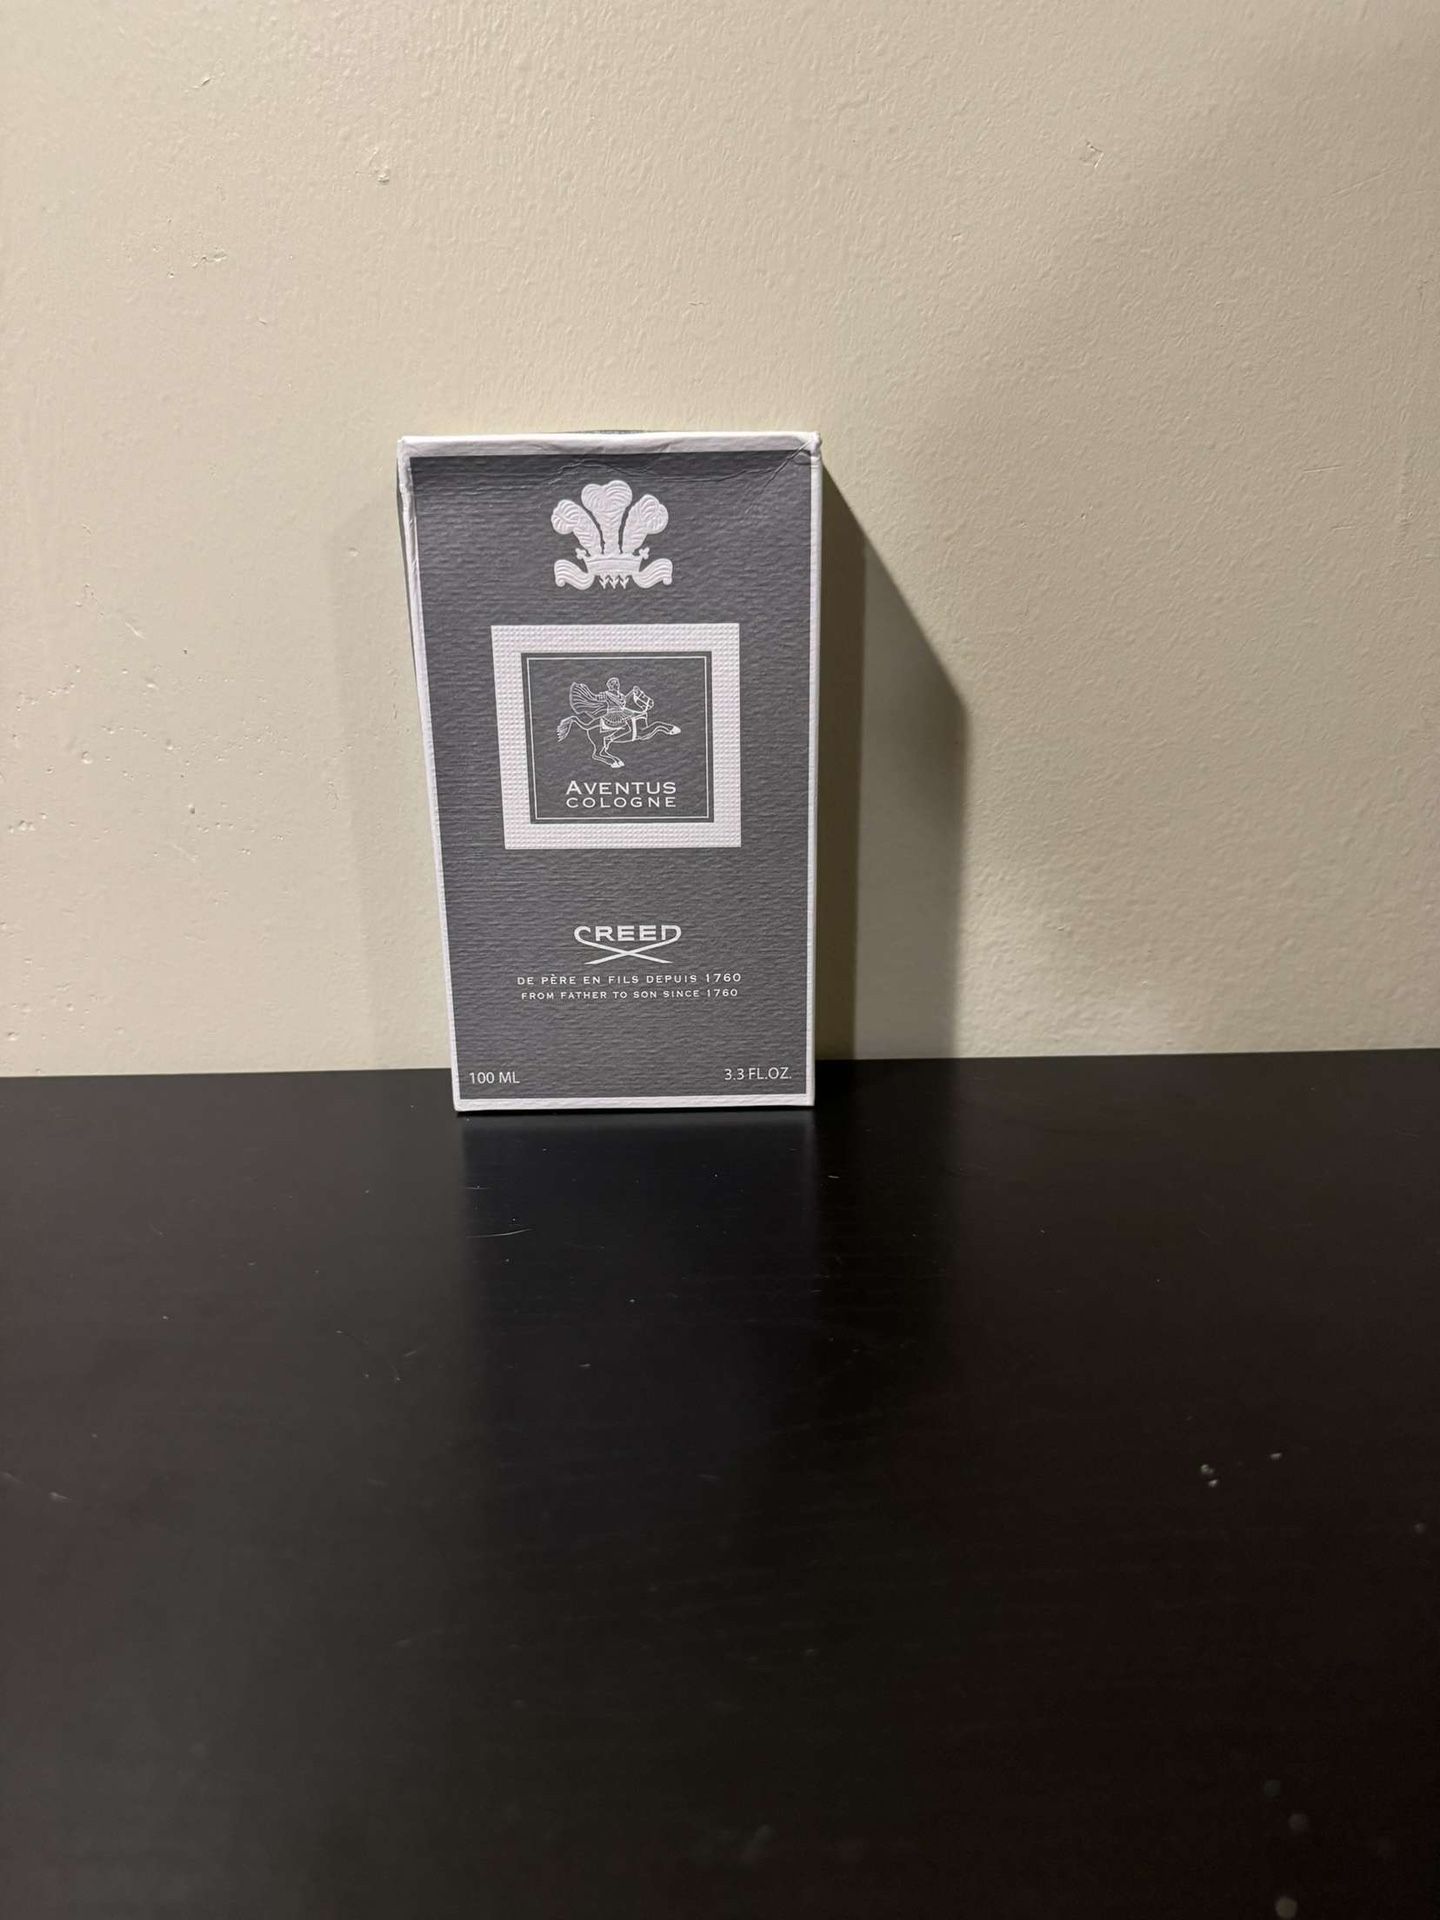 AVENTUS
COLOGNE
CREED
DE PÈRE EN FILS DEPUIS 1760
FROM FATHER TO SON SINCE 1760
100 ML
3.3 FL.OZ.